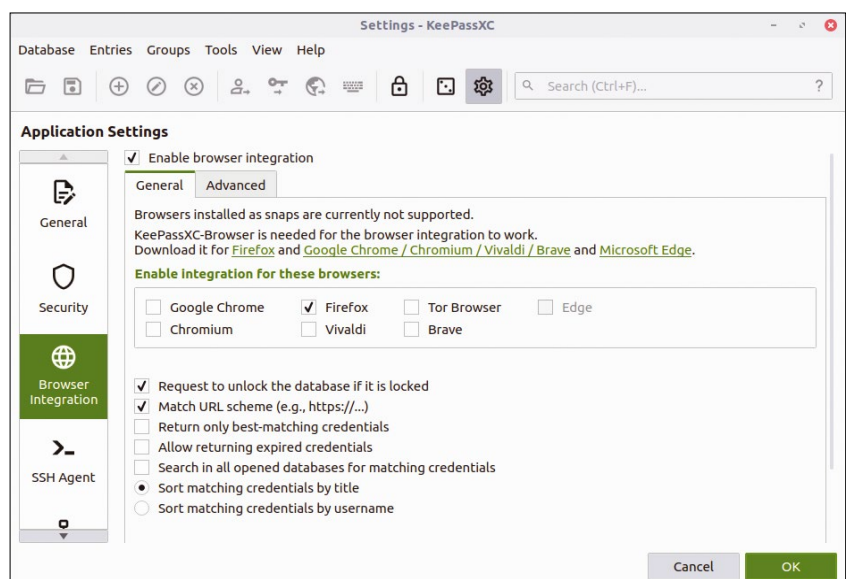 Settings - KeePassXC
Database Entries Groups Tools View Help
Search (Ctrl+F)... ?
Application Settings
Enable browser integration
General Advanced
Browsers installed as snaps are currently not supported.
KeePassXC-Browser is needed for the browser integration to work.
Download it for Firefox and Google Chrome / Chromium / Vivaldi / Brave and Microsoft Edge.
Enable integration for these browsers:
Google Chrome Firefox Tor Browser Edge
Chromium Vivaldi Brave
Request to unlock the database if it is locked
Match URL scheme (e.g., https://...)
Return only best-matching credentials
Allow returning expired credentials
Search in all opened databases for matching credentials
Sort matching credentials by title
Sort matching credentials by username
General
Security
Browser
Integration
SSH Agent
Cancel OK